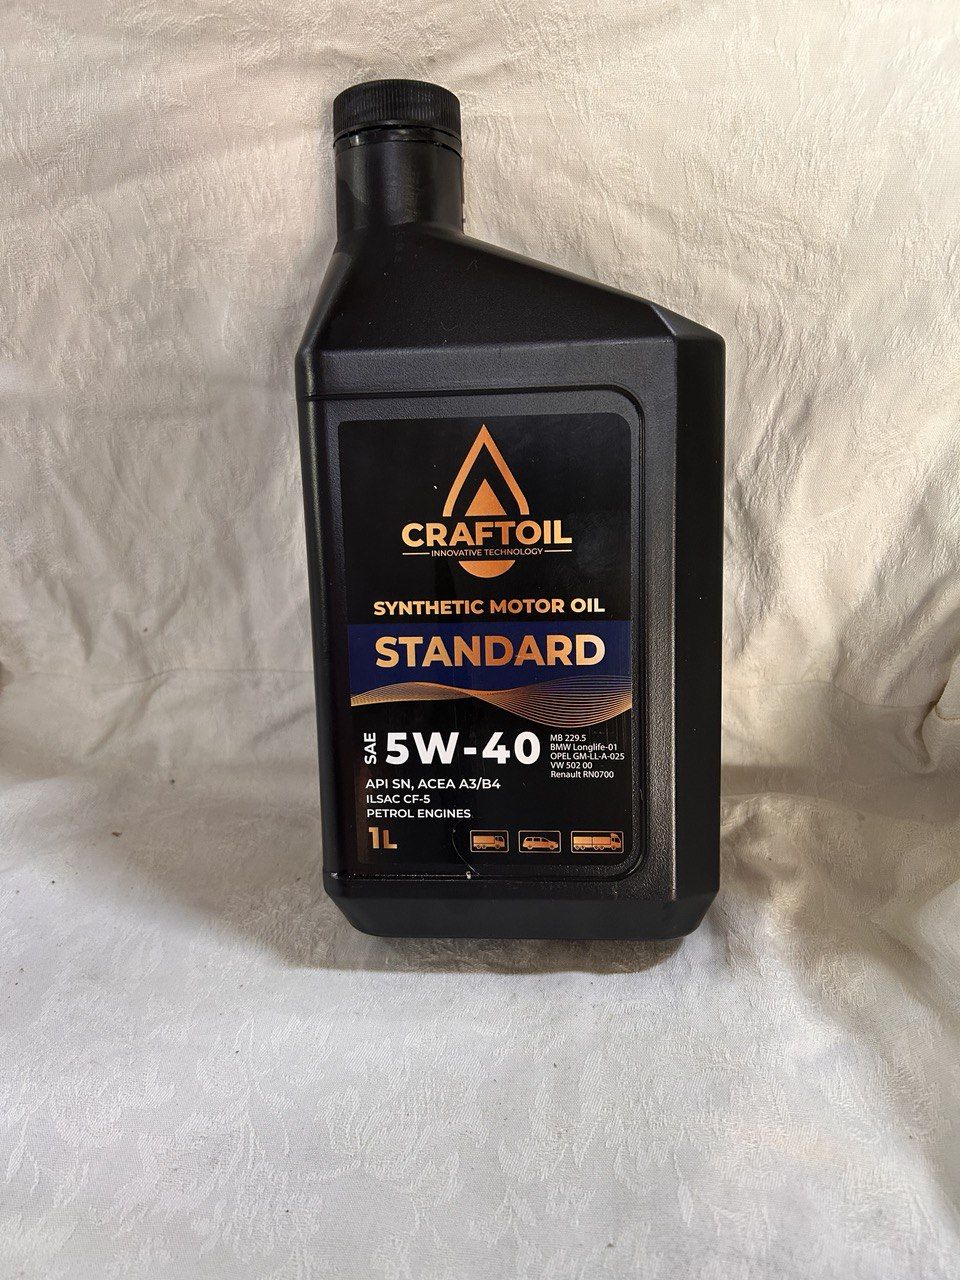 CRAFTOIL
INNOVATIVE TECHNOLOGY
SYNTHETIC MOTOR OIL
STANDARD
SAE 5W-40
MB 229.5
BMW Longlife-01
OPEL GM-LL-A-025
VW 502 00
Renault RN0700
API SN, ACEA A3/B4
ILSAC CF-5
PETROL ENGINES
1L